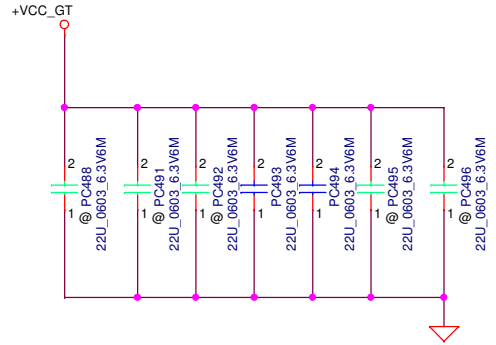 +VCC_GT
2
1
@ PC488
22U_0603_6.3V6M
2
1
@ PC491
22U_0603_6.3V6M
2
1
@ PC492
22U_0603_6.3V6M
2
1
PC493
22U_0603_6.3V6M
2
1
PC494
22U_0603_6.3V6M
2
1
@ PC495
22U_0603_6.3V6M
2
1
@ PC496
22U_0603_6.3V6M